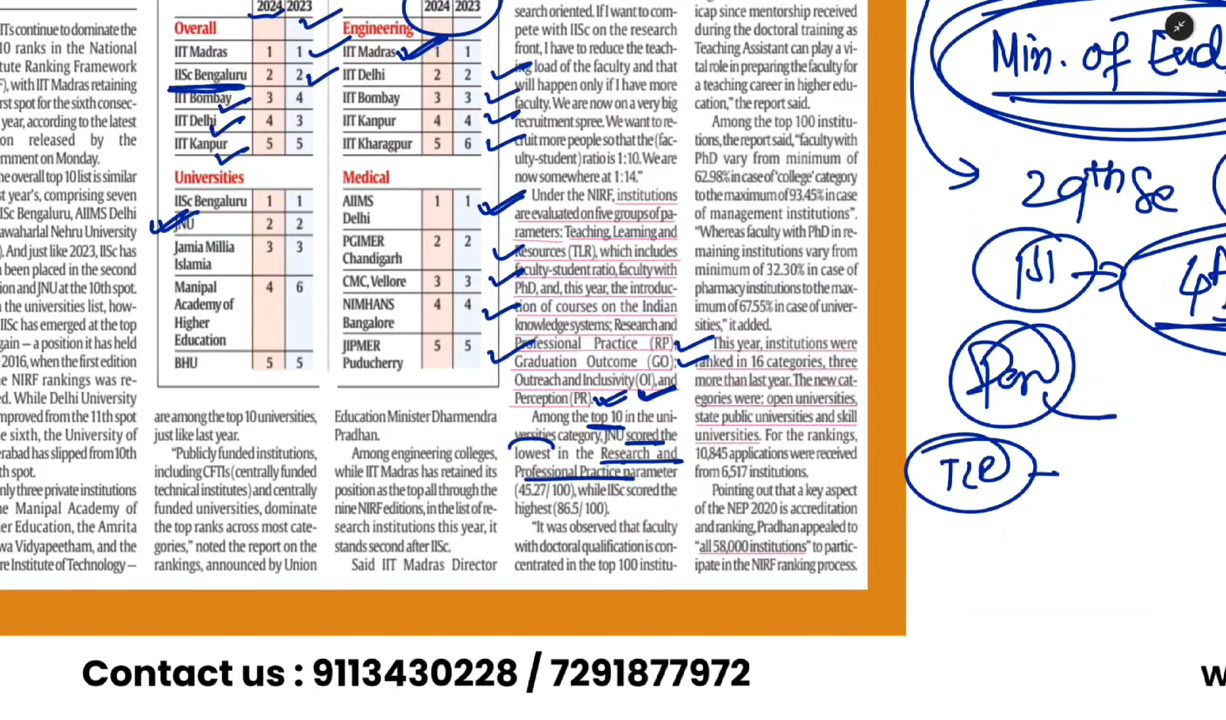 ITs continue to dominate the
10 ranks in the National
tute Ranking Framework
F), with IIT Madras retaining
rst spot for the sixth consec-
year, according to the latest
on released by the
rnment on Monday.
he overall top 10 list is similar
st year's, comprising seven
ISc Bengaluru, AIIMS Delhi
awaharlal Nehru University
). And just like 2023, IISc has
been placed in the second
ion and JNU at the 10th spot.
n the universities list, how-
IISc has emerged at the top
gain – a position it has held
2016, when the first edition
e NIRF rankings was re-
ed. While Delhi University
mproved from the 11th spot
e sixth, the University of
erabad has slipped from 10th
th spot.
nly three private institutions
e Manipal Academy of
her Education, the Amrita
wa Vidyapeetham, and the
re Institute of Technology –
2024 2023
Overall
IIT Madras 1 1
IISc Bengaluru 2 2
IIT Bombay 3 4
IIT Delhi 4 3
IIT Kanpur 5 5
Universities
IISc Bengaluru 1 1
JNU 2 2
Jamia Millia 3 3
Islamia
Manipal 4 6
Academy of
Higher
Education
BHU 5 5
2024 2023
Engineering
IIT Madras 1 1
IIT Delhi 2 2
IIT Bombay 3 3
IIT Kanpur 4 4
IIT Kharagpur 5 6
Medical
AIIMS 1 1
Delhi
PGIMER 2 2
Chandigarh
CMC, Vellore 3 3
NIMHANS 4 4
Bangalore
JIPMER 5 5
Puducherry
are among the top 10 universities,
just like last year.
"Publicly funded institutions,
including CFTIs (centrally funded
technical institutes) and centrally
funded universities, dominate
the top ranks across most cate-
gories," noted the report on the
rankings, announced by Union
Education Minister Dharmendra
Pradhan.
Among engineering colleges,
while IIT Madras has retained its
position as the top all through the
nine NIRF editions, in the list of re-
search institutions this year, it
stands second after IISc.
Said IIT Madras Director
search oriented. If I want to com-
pete with IISc on the research
front, I have to reduce the teach-
ing load of the faculty and that
will happen only if I have more
faculty. We are now on a very big
recruitment spree. We want to re-
cruit more people so that the (fac-
ulty-student) ratio is 1:10. We are
now somewhere at 1:14."
Under the NIRF, institutions
are evaluated on five groups of pa-
rameters: Teaching, Learning and
Resources (TLR), which includes
faculty-student ratio, faculty with
PhD, and, this year, the introduc-
tion of courses on the Indian
knowledge systems; Research and
Professional Practice (RP);
Graduation Outcome (GO);
Outreach and Inclusivity (OI), and
Perception (PR).
Among the top 10 in the uni-
versities category, JNU scored the
lowest in the Research and
Professional Practice parameter
(45.27/100), while IISc scored the
highest (86.5/100).
"It was observed that faculty
with doctoral qualification is con-
centrated in the top 100 institu-
icap since mentorship received
during the doctoral training as
Teaching Assistant can play a vi-
tal role in preparing the faculty for
a teaching career in higher edu-
cation," the report said.
Among the top 100 institu-
tions, the report said, "faculty with
PhD vary from minimum of
62.98% in case of 'college' category
to the maximum of 93.45% in case
of management institutions".
"Whereas faculty with PhD in re-
maining institutions vary from
minimum of 32.30% in case of
pharmacy institutions to the max-
imum of 67.55% in case of univer-
sities," it added.
This year, institutions were
ranked in 16 categories, three
more than last year. The new cat-
egories were: open universities,
state public universities and skill
universities. For the rankings,
10,845 applications were received
from 6,517 institutions.
Pointing out that a key aspect
of the NEP 2020 is accreditation
and ranking, Pradhan appealed to
"all 58,000 institutions" to partic-
ipate in the NIRF ranking process.
Min. of
29th Se
TLR
Contact us : 9113430228 / 7291877972
w